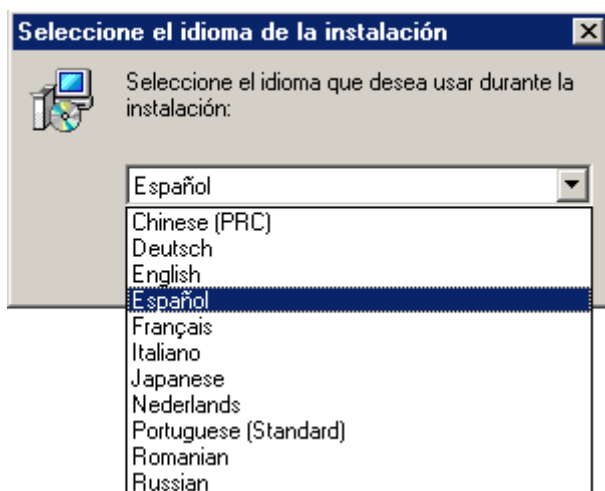 Seleccione el idioma de la instalación
Seleccione el idioma que desea usar durante la
instalación:
Español
Chinese (PRC)
Deutsch
English
Español
Français
Italiano
Japanese
Nederlands
Portuguese (Standard)
Romanian
Russian